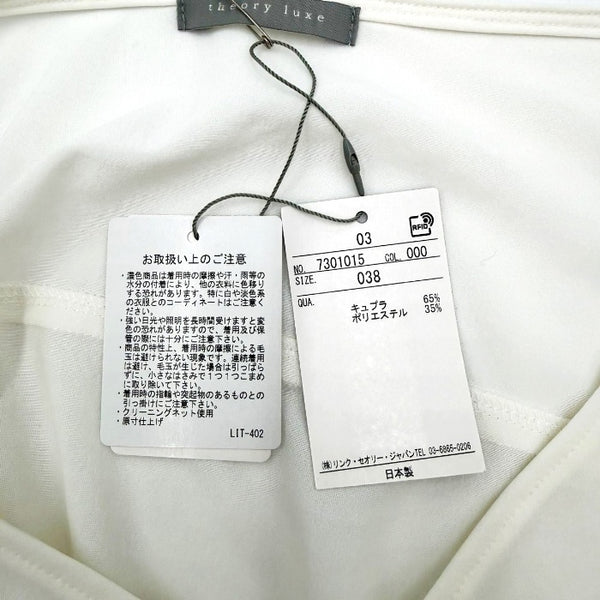 theory luxe
お取扱い上のご注意
・濃色商品は着用時の摩擦や汗・雨等の
水分の付着により、他の衣料に色移りす
る恐れがあります。特に白や淡色系
の衣服とのコーディネートはご注意く
ださい。
・強い日光や照明を長時間受けますと変
色の恐れがありますので、着用及び保
管の際には十分にご注意下さい。
・商品の特性上、着用時の摩擦による毛
玉は避けられない現象です。連続着用
は避け、毛玉が生じた場合は引っぱら
ずに、小さなはさみで1つ1つこまめ
に取り除いて下さい。
・着用時の指輪や突起物のあるものとの
引っ掛けにご注意下さい。
・クリーニングネット使用
・原寸仕上げ
LIT-402
RFID
03
NO. 7301015 COL. 000
SIZE. 038
QUA.
キュプラ 65%
ポリエステル 35%
(株)リンク・セオリー・ジャパンTEL 03-6865-0206
日本製